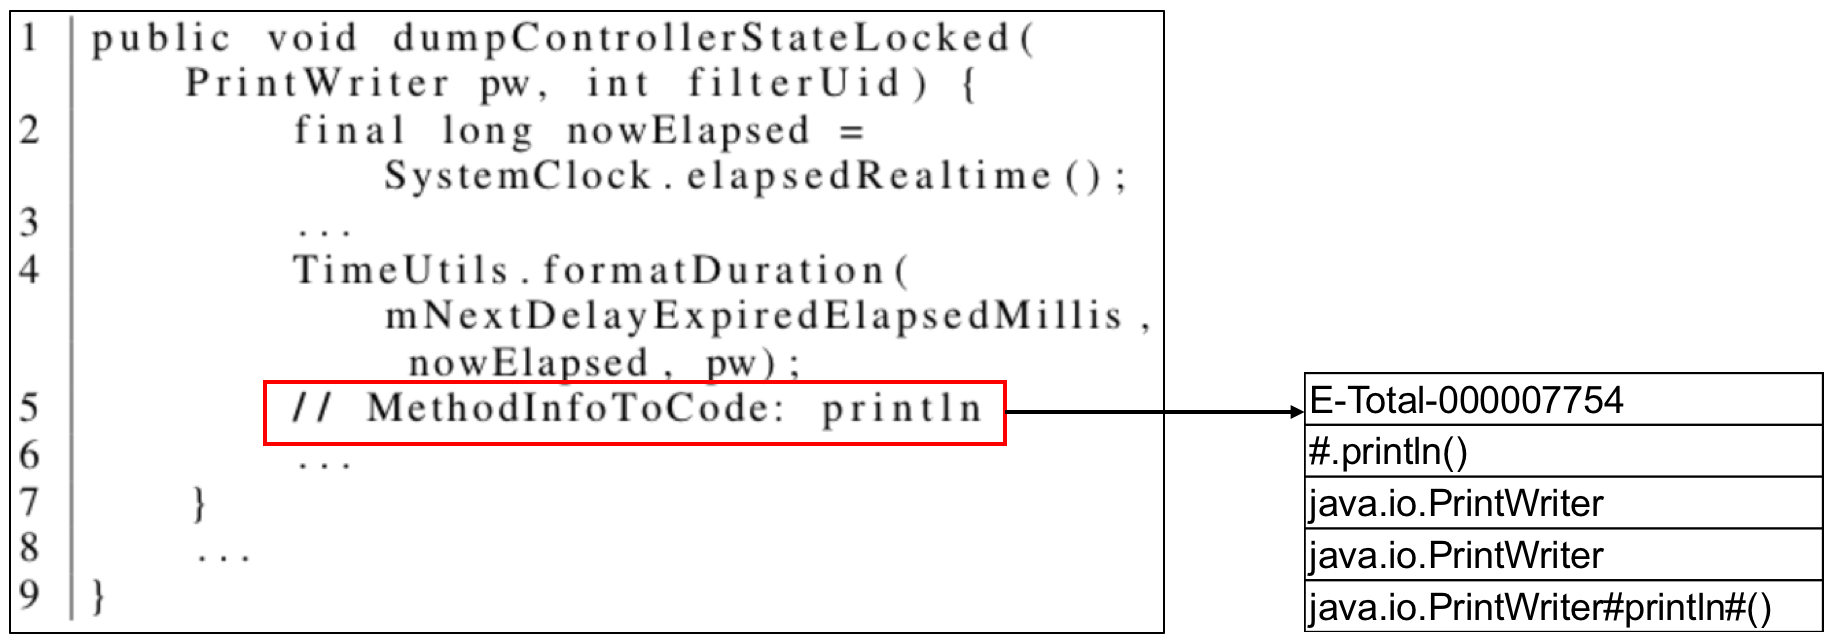 1 public void dumpControllerStateLocked(
PrintWriter pw, int filterUid) {
2 final long nowElapsed =
SystemClock.elapsedRealtime();
3 ...
4 TimeUtils.formatDuration(
mNextDelayExpiredElapsedMillis,
nowElapsed, pw);
5 // MethodInfoToCode: println
6 ...
7 }
8 ...
9 }
E-Total-000007754
#.println()
java.io.PrintWriter
java.io.PrintWriter
java.io.PrintWriter#println#()